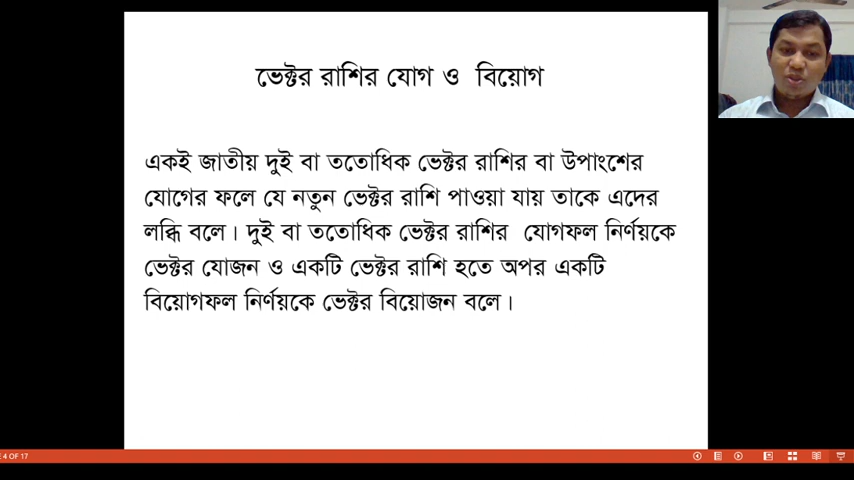 ভেক্টর রাশির যোগ ও বিয়োগ
একই জাতীয় দুই বা ততোধিক ভেক্টর রাশির বা উপাংশের
যোগের ফলে যে নতুন ভেক্টর রাশি পাওয়া যায় তাকে এদের
লব্ধি বলে। দুই বা ততোধিক ভেক্টর রাশির যোগফল নির্ণয়কে
ভেক্টর যোজন ও একটি ভেক্টর রাশি হতে অপর একটি
বিয়োগফল নির্ণয়কে ভেক্টর বিয়োজন বলে।
4 OF 17